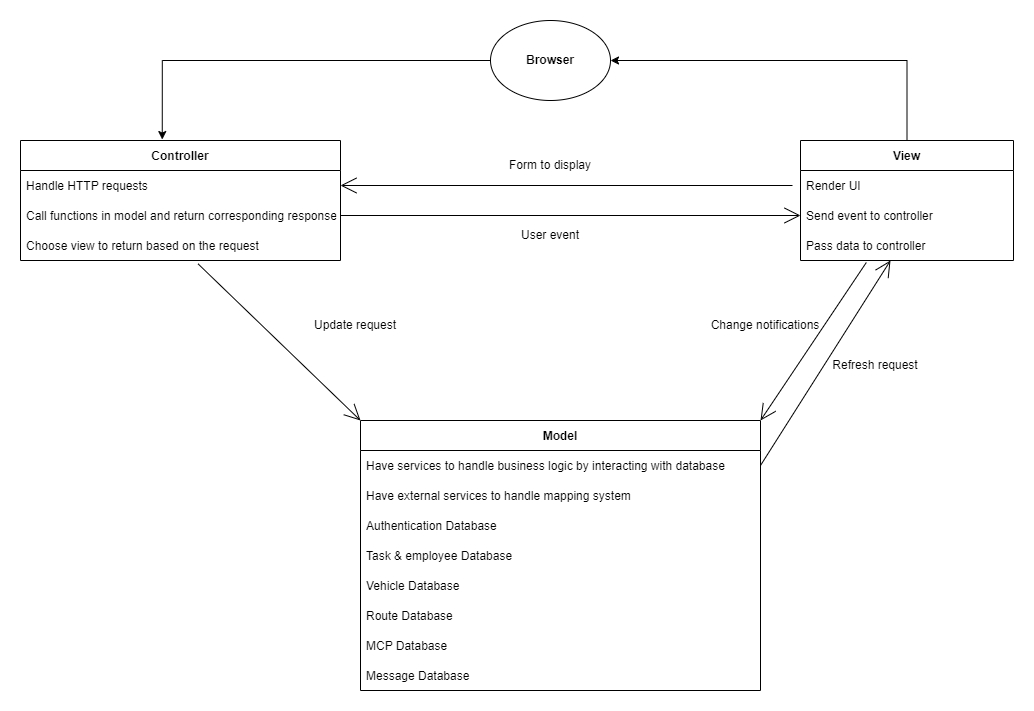 Browser
Controller
Handle HTTP requests
Call functions in model and return corresponding response
Choose view to return based on the request
Form to display
User event
View
Render UI
Send event to controller
Pass data to controller
Update request
Change notifications
Refresh request
Model
Have services to handle business logic by interacting with database
Have external services to handle mapping system
Authentication Database
Task & employee Database
Vehicle Database
Route Database
MCP Database
Message Database